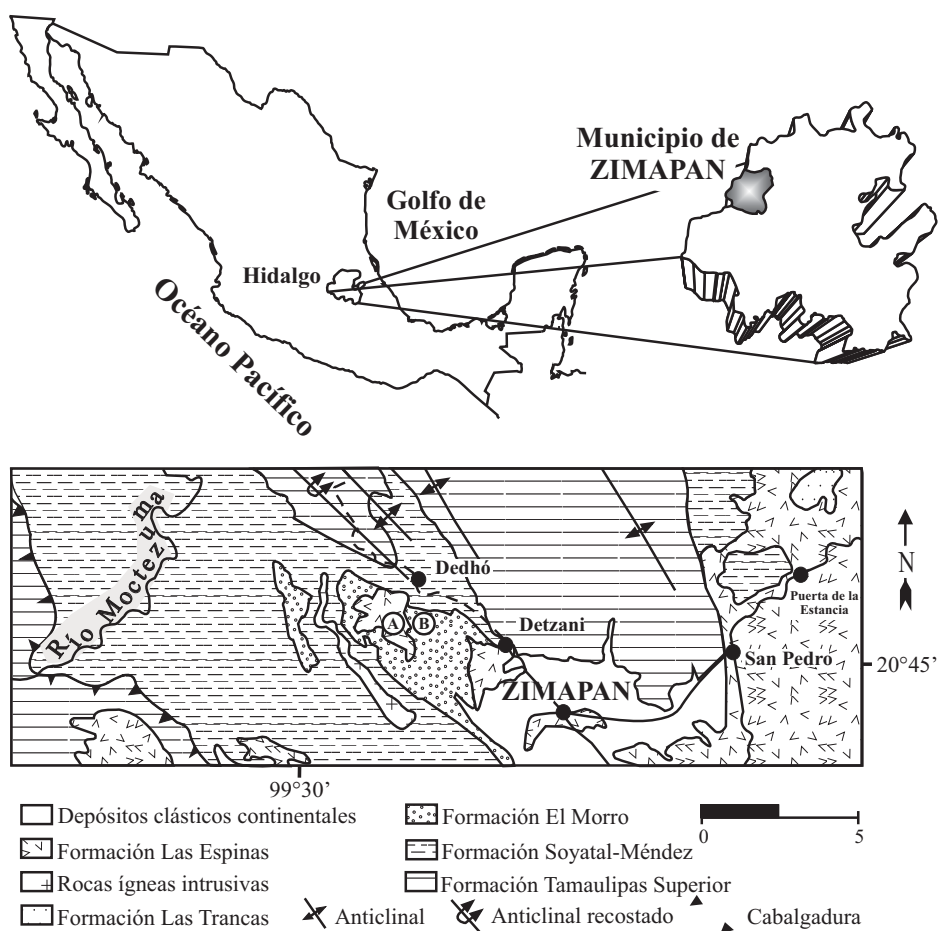 Municipio de
ZIMAPAN
Golfo de
México
Hidalgo
Océano Pacífico
Río Moctezuma
Dedhó
A
B
Detzani
ZIMAPAN
Puerta de la
Estancia
San Pedro
N
20°45'
99°30'
Depósitos clásticos continentales
Formación Las Espinas
Rocas ígneas intrusivas
Formación Las Trancas
Formación El Morro
Formación Soyatal-Méndez
Formación Tamaulipas Superior
Anticlinal
Anticlinal recostado
Cabalgadura
0
5